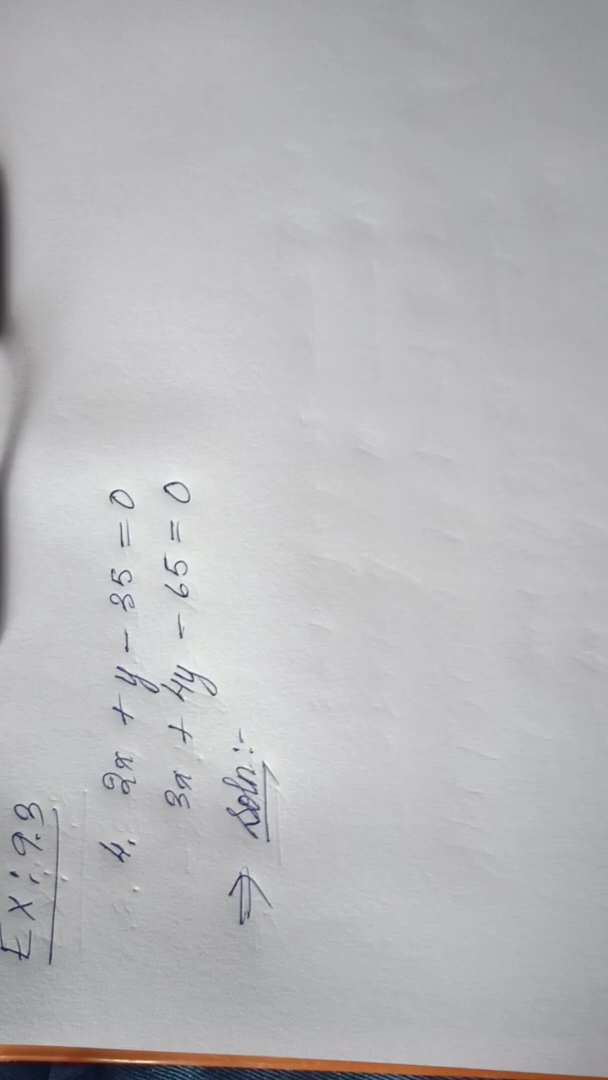 Ex:9.3
4. 2x + y - 35 = 0
3x + 4y - 65 = 0
⇒ Soln:-